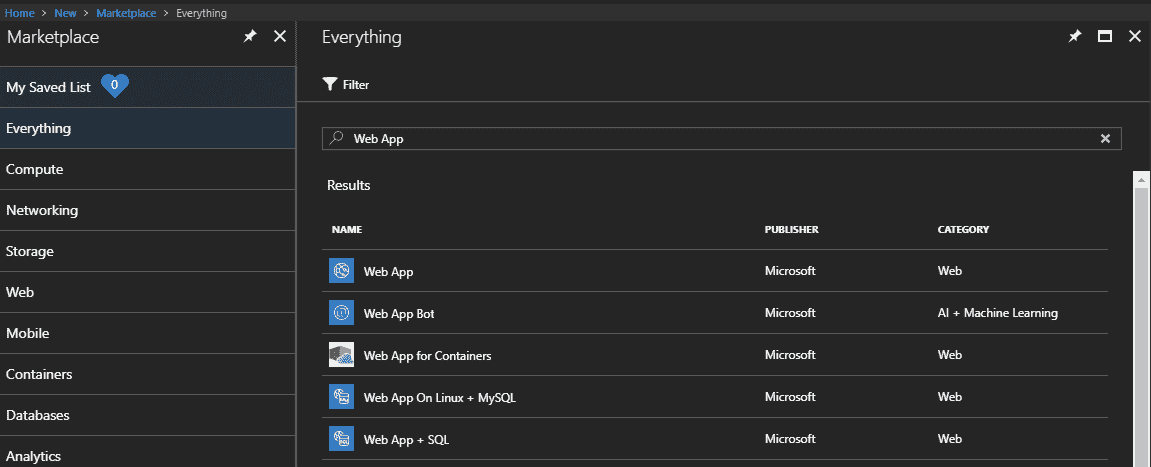 Home > New > Marketplace > Everything
Marketplace
My Saved List 0
Everything
Compute
Networking
Storage
Web
Mobile
Containers
Databases
Analytics
Everything
Filter
Web App
Results
NAME PUBLISHER CATEGORY
Web App Microsoft Web
Web App Bot Microsoft AI + Machine Learning
Web App for Containers Microsoft Web
Web App On Linux + MySQL Microsoft Web
Web App + SQL Microsoft Web